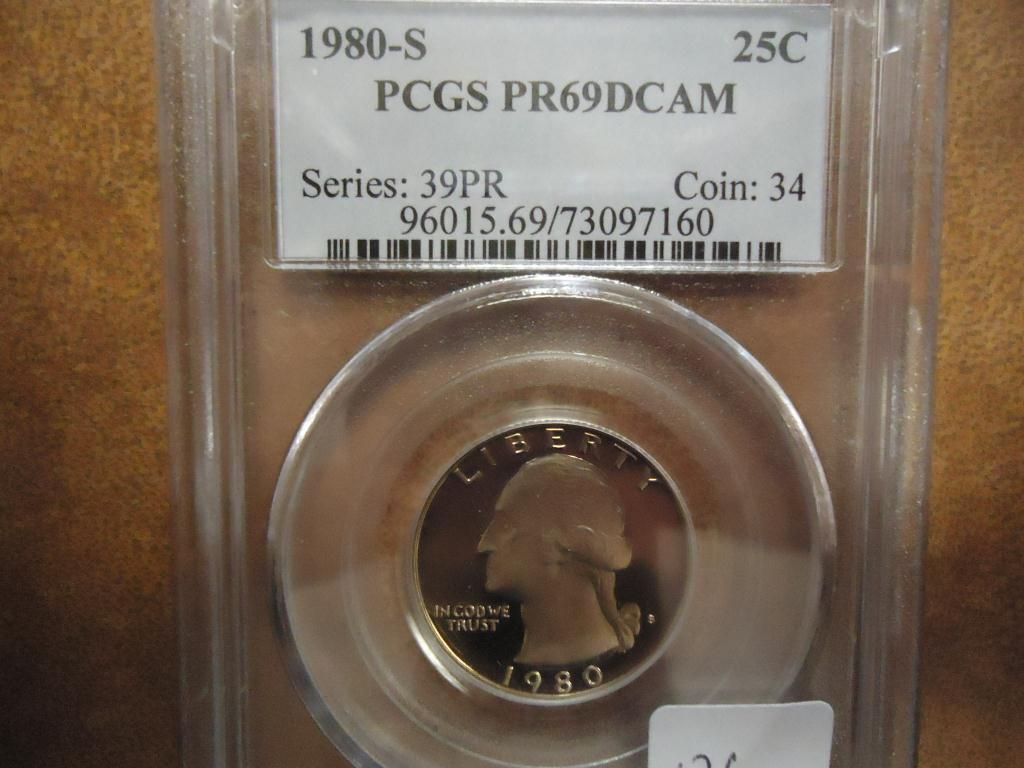 1980-S 25C
PCGS PR69DCAM
Series: 39PR Coin: 34
96015.69/73097160
LIBERTY
IN GOD WE
TRUST
S
1980